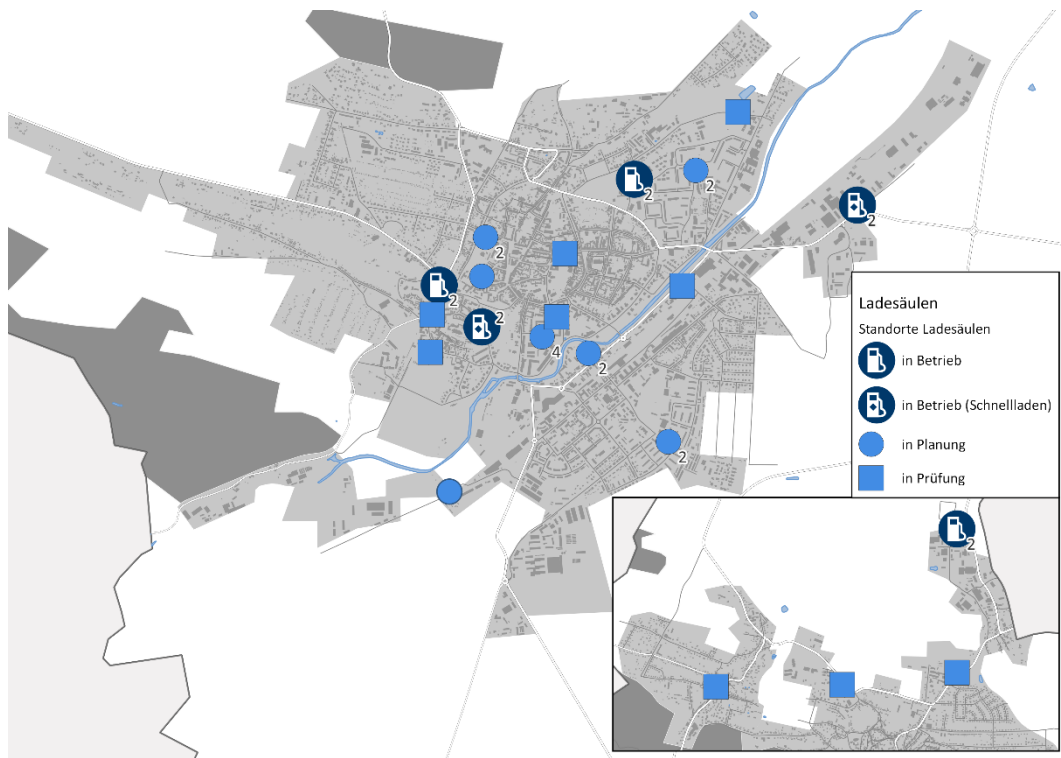 2
2
2
2
2
2
2
4
2
2
Ladesäulen
Standorte Ladesäulen
in Betrieb
in Betrieb (Schnellladen)
in Planung
in Prüfung
2